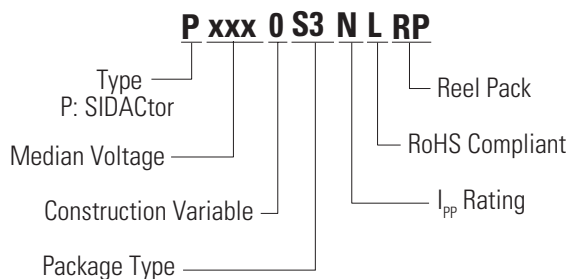 P xxx 0 S3 N L RP
Type
P: SIDACtor
Reel Pack
Median Voltage
RoHS Compliant
Construction Variable
IPP Rating
Package Type